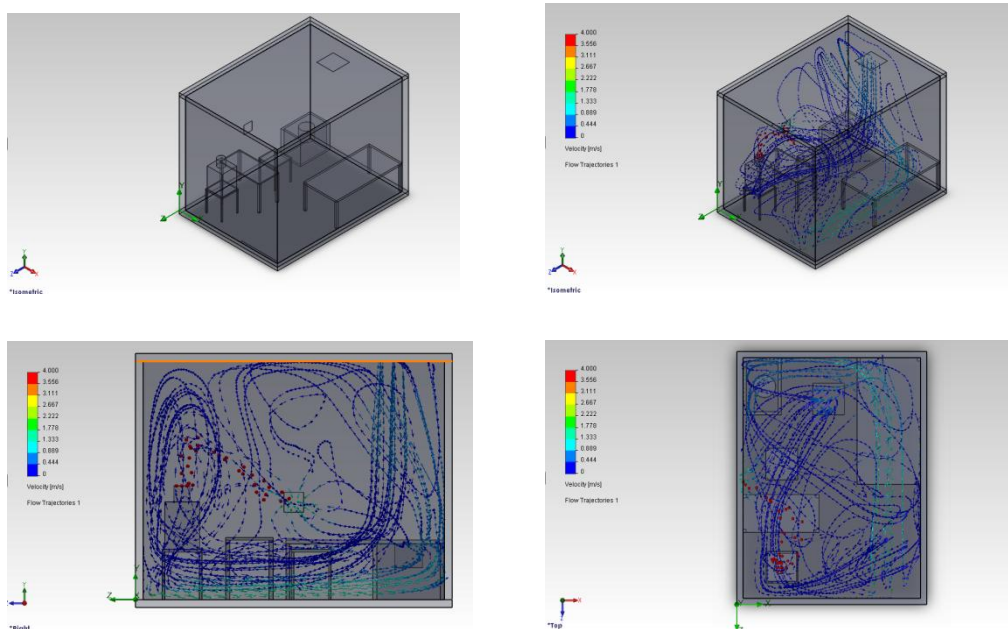 Y
Z
Y
Z
X
*Isometric
4.000
3.556
3.111
2.667
2.222
1.778
1.333
0.889
0.444
0
Velocity [m/s]
Flow Trajectories 1
Y
Z
Y
Z
X
*Isometric
4.000
3.556
3.111
2.667
2.222
1.778
1.333
0.889
0.444
0
Velocity [m/s]
Flow Trajectories 1
Y
Z
X
Y
*Right
4.000
3.556
3.111
2.667
2.222
1.778
1.333
0.889
0.444
0
Velocity [m/s]
Flow Trajectories 1
Y
X
X
Z
*Top